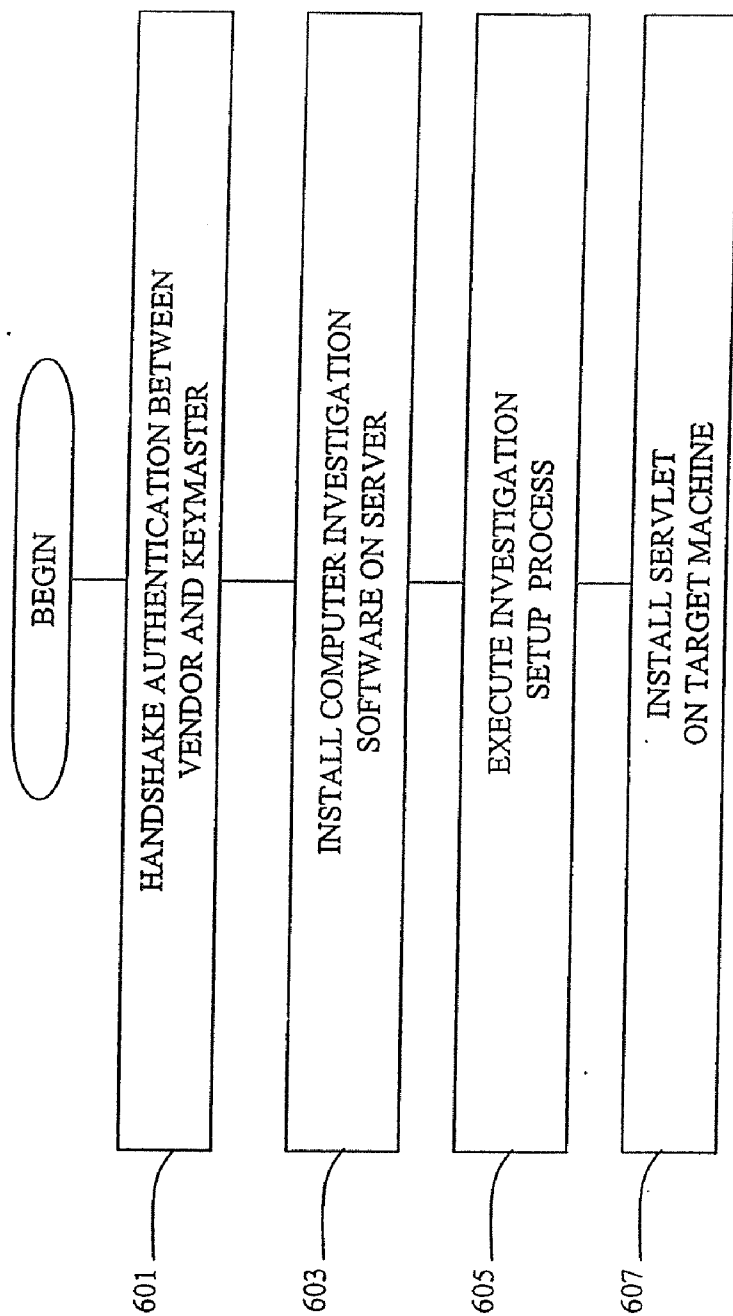 BEGIN
601
HANDSHAKE AUTHENTICATION BETWEEN
VENDOR AND KEYMASTER
603
INSTALL COMPUTER INVESTIGATION
SOFTWARE ON SERVER
605
EXECUTE INVESTIGATION
SETUP PROCESS
607
INSTALL SERVLET
ON TARGET MACHINE